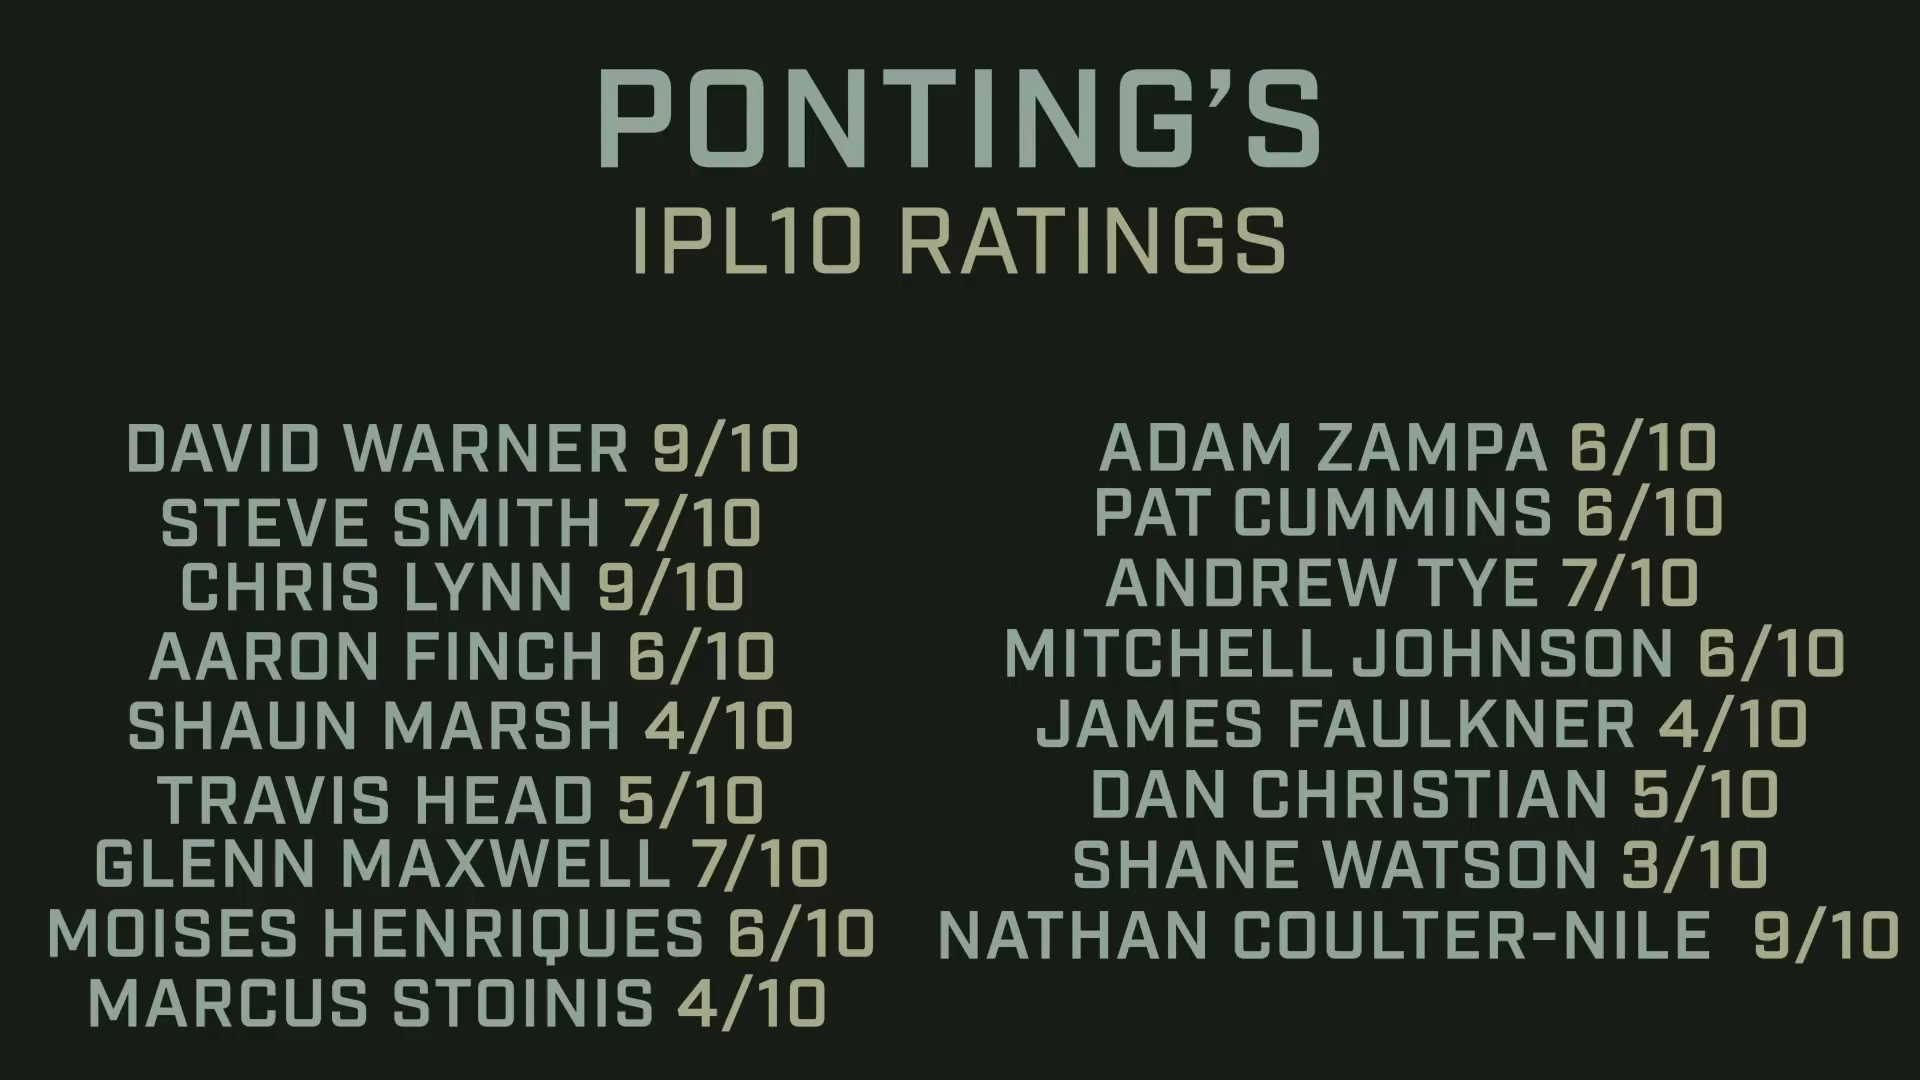 PONTING'S
IPL10 RATINGS
DAVID WARNER 9/10
STEVE SMITH 7/10
CHRIS LYNN 9/10
AARON FINCH 6/10
SHAUN MARSH 4/10
TRAVIS HEAD 5/10
GLENN MAXWELL 7/10
MOISES HENRIQUES 6/10
MARCUS STOINIS 4/10
ADAM ZAMPA 6/10
PAT CUMMINS 6/10
ANDREW TYE 7/10
MITCHELL JOHNSON 6/10
JAMES FAULKNER 4/10
DAN CHRISTIAN 5/10
SHANE WATSON 3/10
NATHAN COULTER-NILE 9/10